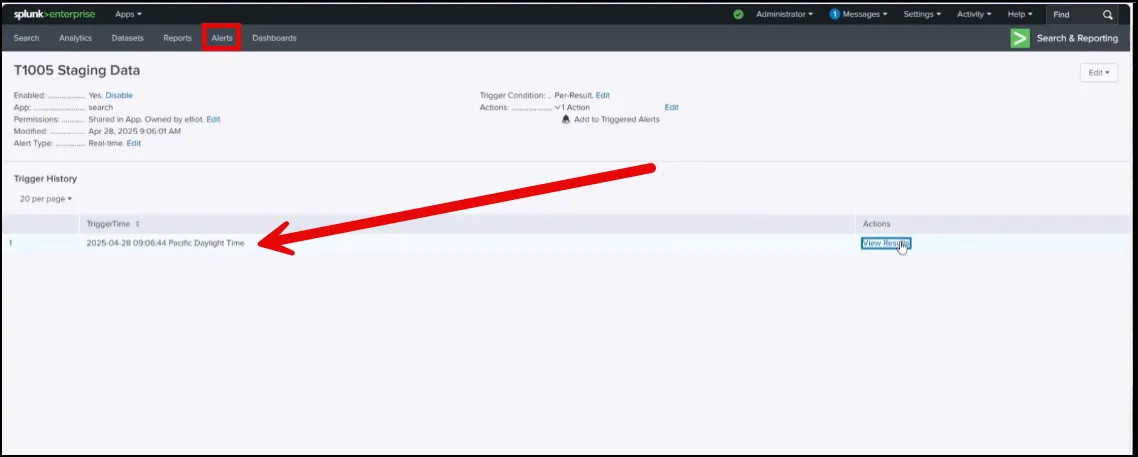 splunk>enterprise Apps Administrator 1 Messages Settings Activity Help Find
Search Analytics Datasets Reports Alerts Dashboards > Search & Reporting
T1005 Staging Data
Edit
Enabled: ................. Yes. Disable
App: ....................... search
Permissions: ........... Shared in App. Owned by elliot. Edit
Modified: ................ Apr 28, 2025 9:06:01 AM
Alert Type: .............. Real-time. Edit
Trigger Condition: .. Per-Result. Edit
Actions: .................. 1 Action Edit
Add to Triggered Alerts
Trigger History
20 per page
TriggerTime Actions
1 2025-04-28 09:06:44 Pacific Daylight Time View Results